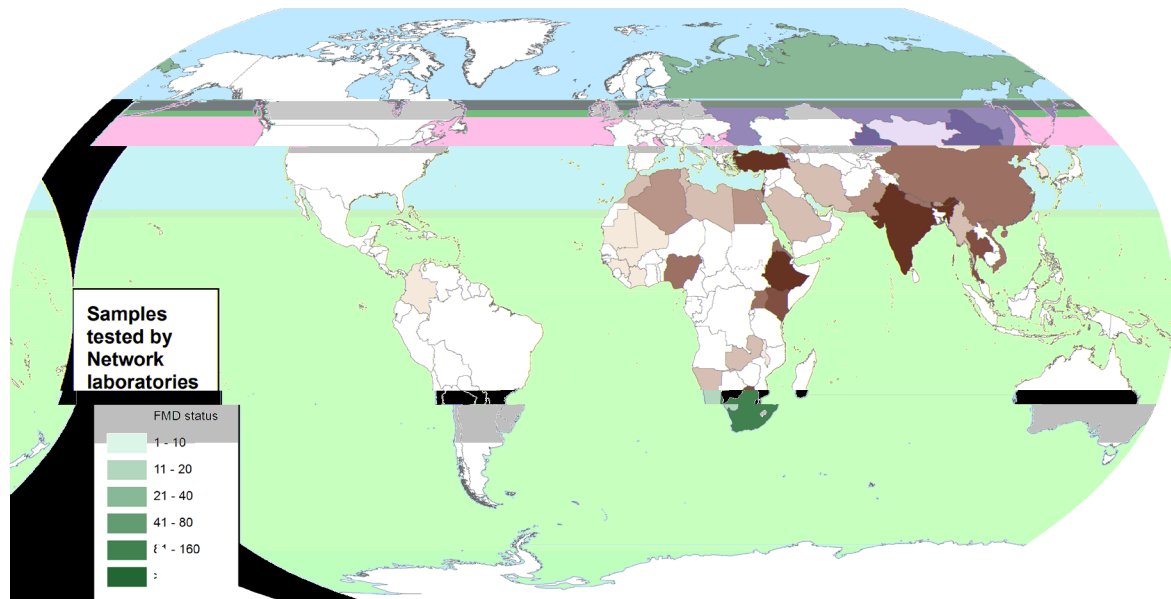 Samples
tested by
Network
laboratories
FMD status
1 - 10
11 - 20
21 - 40
41 - 80
- 160